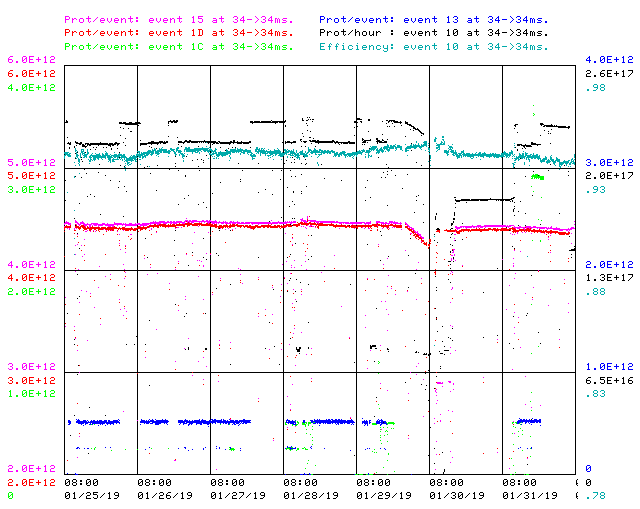 Prot/event: event 15 at 34->34ms. Prot/event: event 13 at 34->34ms.
Prot/event: event 1D at 34->34ms. Prot/hour : event 10 at 34->34ms.
Prot/event: event 1C at 34->34ms. Efficiency: event 10 at 34->34ms.
6.0E+12 4.0E+12
6.0E+12 2.6E+17
4.0E+12 .98
5.0E+12 3.0E+12
5.0E+12 2.0E+17
3.0E+12 .93
4.0E+12 2.0E+12
4.0E+12 1.3E+17
2.0E+12 .88
3.0E+12 1.0E+12
3.0E+12 6.5E+16
1.0E+12 .83
2.0E+12 0
2.0E+12 08:00 08:00 08:00 08:00 08:00 08:00 08:00 0 0
0 01/25/19 01/26/19 01/27/19 01/28/19 01/29/19 01/30/19 01/31/19 0 .78